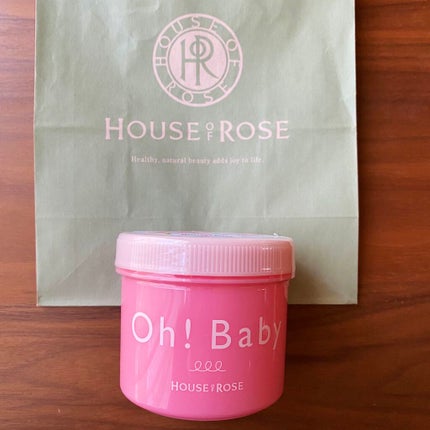 HOUSE OF ROSE
HR
HOUSE OF ROSE
Healthy, natural beauty adds joy to life.
Oh! Baby
HOUSE OF ROSE